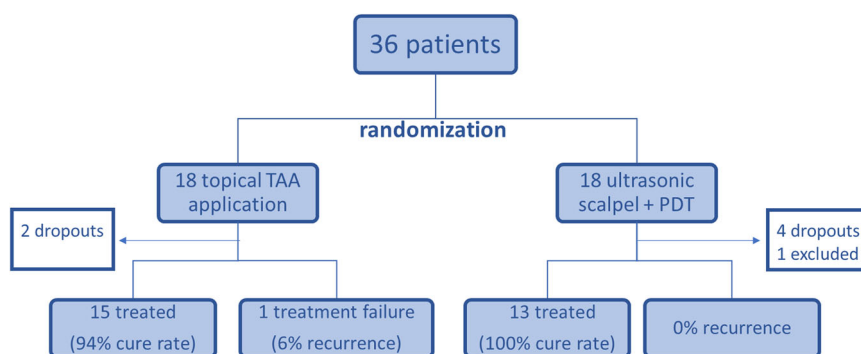 36 patients
randomization
18 topical TAA
application
18 ultrasonic
scalpel + PDT
2 dropouts
4 dropouts
1 excluded
15 treated
(94% cure rate)
1 treatment failure
(6% recurrence)
13 treated
(100% cure rate)
0% recurrence